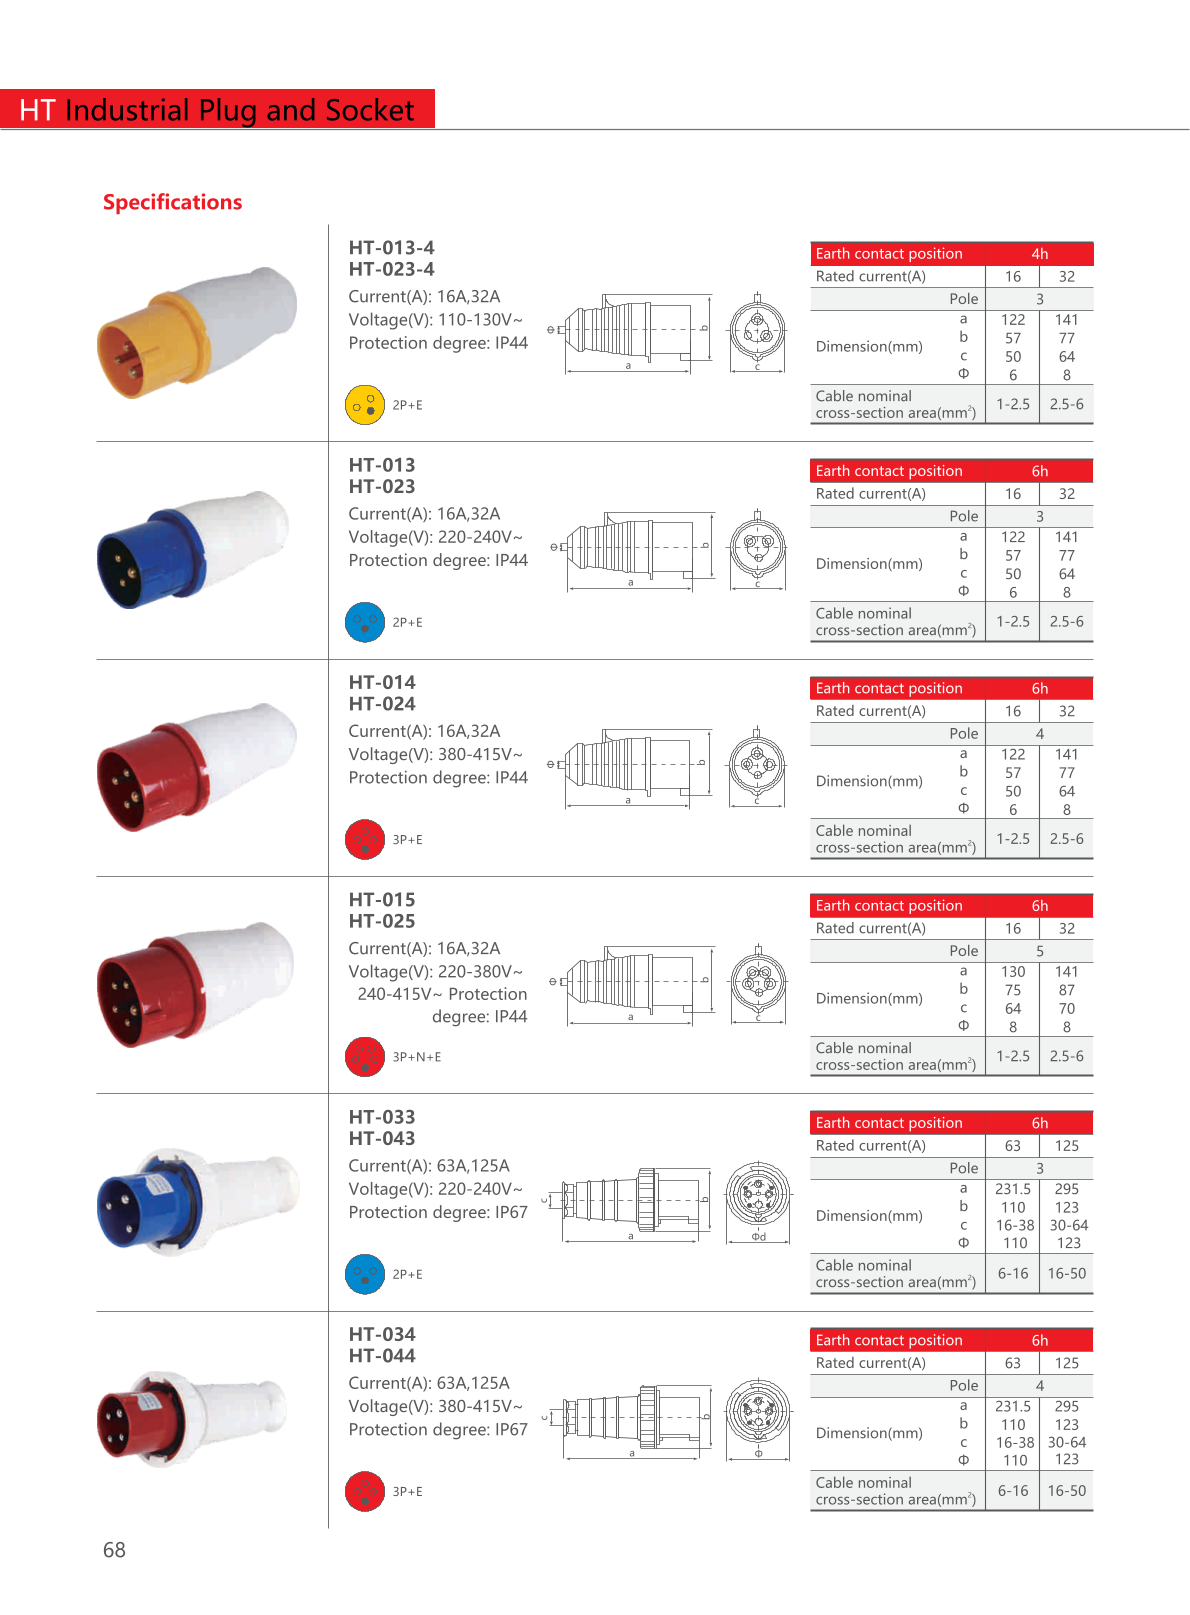 HT Industrial Plug and Socket
Specifications
HT-013-4
HT-023-4
Current(A): 16A,32A
Voltage(V): 110-130V~
Protection degree: IP44
2P+E
Φ
a
b
c
Earth contact position 4h
Rated current(A) 16 32
Pole 3
Dimension(mm)
a 122 141
b 57 77
c 50 64
Φ 6 8
Cable nominal
cross-section area(mm²) 1-2.5 2.5-6
HT-013
HT-023
Current(A): 16A,32A
Voltage(V): 220-240V~
Protection degree: IP44
2P+E
Φ
a
b
c
Earth contact position 6h
Rated current(A) 16 32
Pole 3
Dimension(mm)
a 122 141
b 57 77
c 50 64
Φ 6 8
Cable nominal
cross-section area(mm²) 1-2.5 2.5-6
HT-014
HT-024
Current(A): 16A,32A
Voltage(V): 380-415V~
Protection degree: IP44
3P+E
Φ
a
b
c
Earth contact position 6h
Rated current(A) 16 32
Pole 4
Dimension(mm)
a 122 141
b 57 77
c 50 64
Φ 6 8
Cable nominal
cross-section area(mm²) 1-2.5 2.5-6
HT-015
HT-025
Current(A): 16A,32A
Voltage(V): 220-380V~
240-415V~ Protection
degree: IP44
3P+N+E
Φ
a
b
c
Earth contact position 6h
Rated current(A) 16 32
Pole 5
Dimension(mm)
a 130 141
b 75 87
c 64 70
Φ 8 8
Cable nominal
cross-section area(mm²) 1-2.5 2.5-6
HT-033
HT-043
Current(A): 63A,125A
Voltage(V): 220-240V~
Protection degree: IP67
2P+E
c
a
b
Φd
Earth contact position 6h
Rated current(A) 63 125
Pole 3
Dimension(mm)
a 231.5 295
b 110 123
c 16-38 30-64
Φ 110 123
Cable nominal
cross-section area(mm²) 6-16 16-50
HT-034
HT-044
Current(A): 63A,125A
Voltage(V): 380-415V~
Protection degree: IP67
3P+E
c
a
b
Φ
Earth contact position 6h
Rated current(A) 63 125
Pole 4
Dimension(mm)
a 231.5 295
b 110 123
c 16-38 30-64
Φ 110 123
Cable nominal
cross-section area(mm²) 6-16 16-50
68